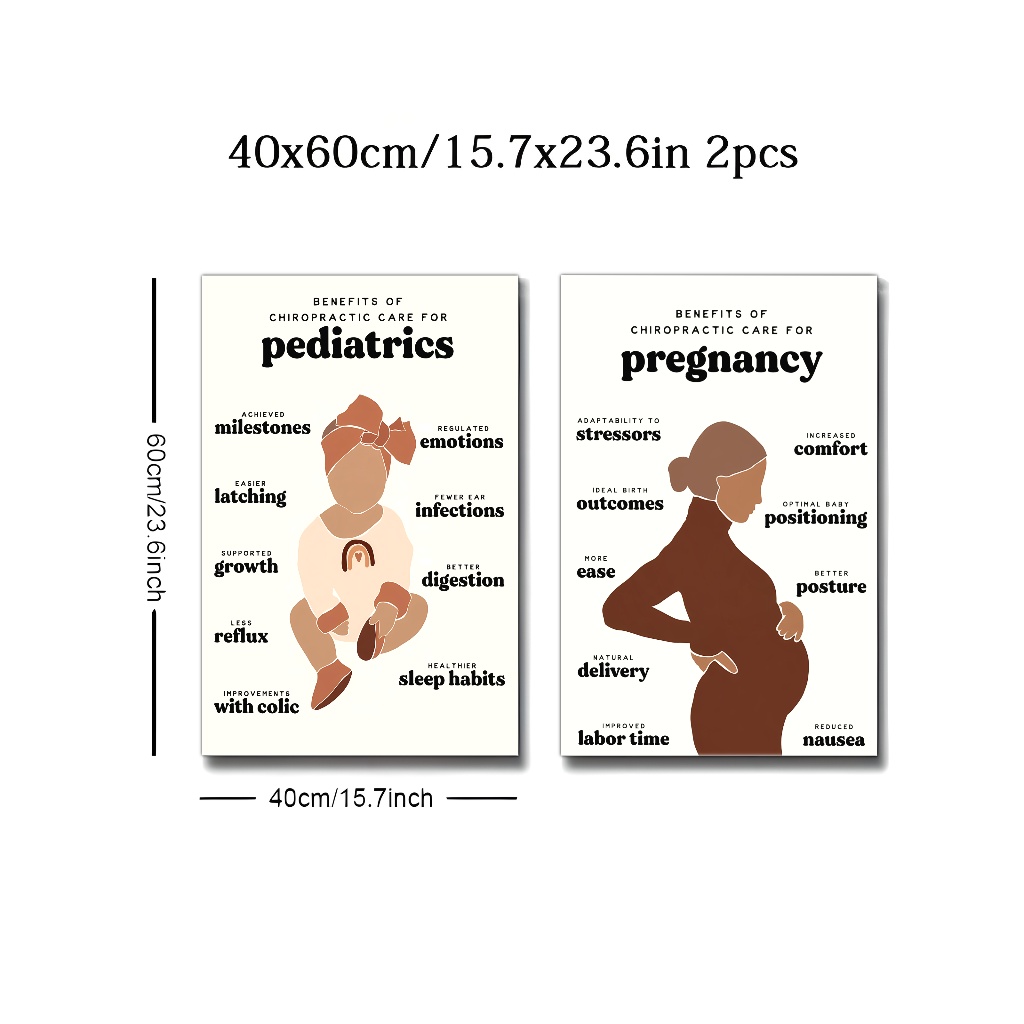 40x60cm/15.7x23.6in 2pcs
60cm/23.6inch
BENEFITS OF
CHIROPRACTIC CARE FOR
pediatrics
ACHIEVED
milestones
REGULATED
emotions
EASIER
latching
FEWER EAR
infections
SUPPORTED
growth
BETTER
digestion
LESS
reflux
HEALTHIER
sleep habits
IMPROVEMENTS
with colic
40cm/15.7inch
BENEFITS OF
CHIROPRACTIC CARE FOR
pregnancy
ADAPTABILITY TO
stressors
INCREASED
comfort
IDEAL BIRTH
outcomes
OPTIMAL BABY
positioning
MORE
ease
BETTER
posture
NATURAL
delivery
IMPROVED
labor time
REDUCED
nausea